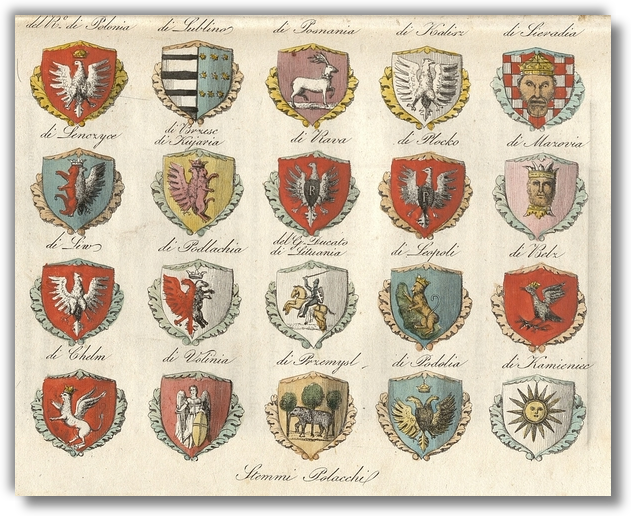 del R.º di Polonia
di Lublino
di Posnania
di Kalisz
di Sieradia
di Lenczyce
di Brzesc
di Kujavia
di Rava
di Plocko
di Mazovia
di Liw
di Podlachia
del G. Ducato
di Lituania
di Leopoli
di Belz
di Chelm
di Volinia
di Przemysl
di Podolia
di Kamieniec
Stemmi Polacchi